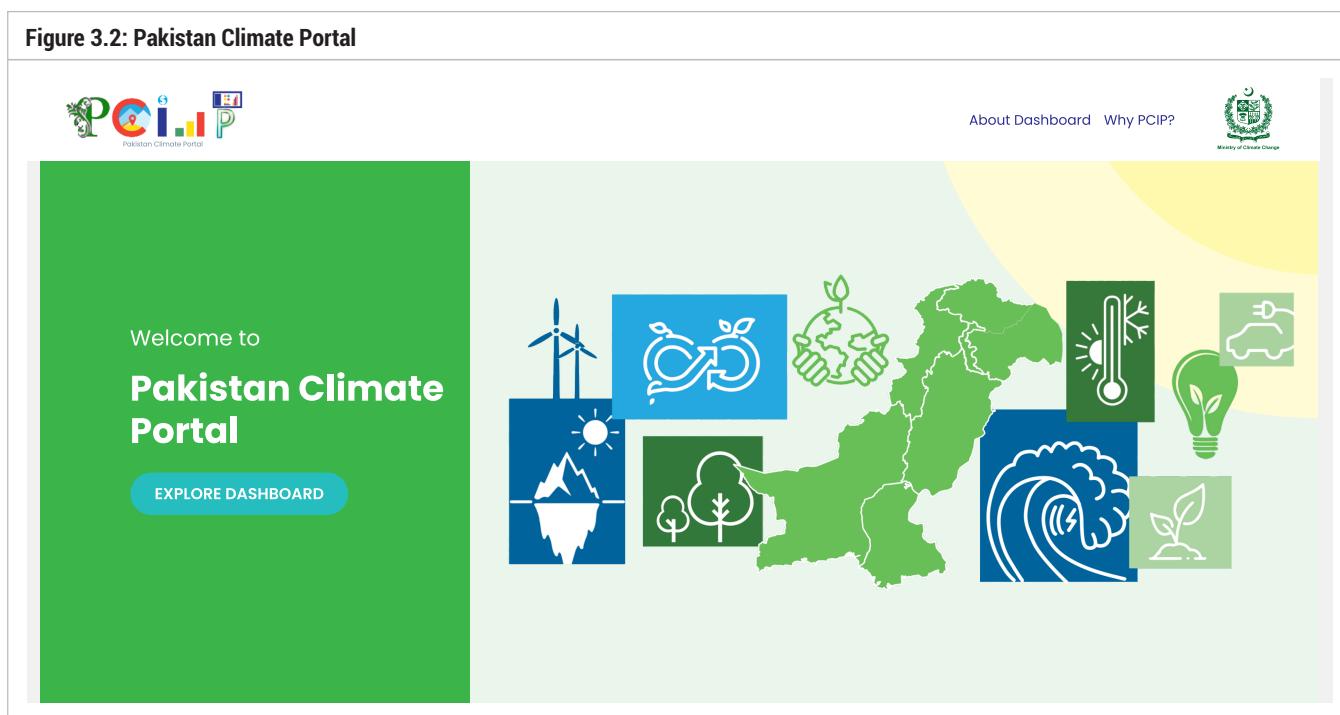 Figure 3.2: Pakistan Climate Portal
PCiP
Pakistan Climate Portal
About Dashboard Why PCIP?
Ministry of Climate Change
Welcome to
Pakistan Climate
Portal
EXPLORE DASHBOARD